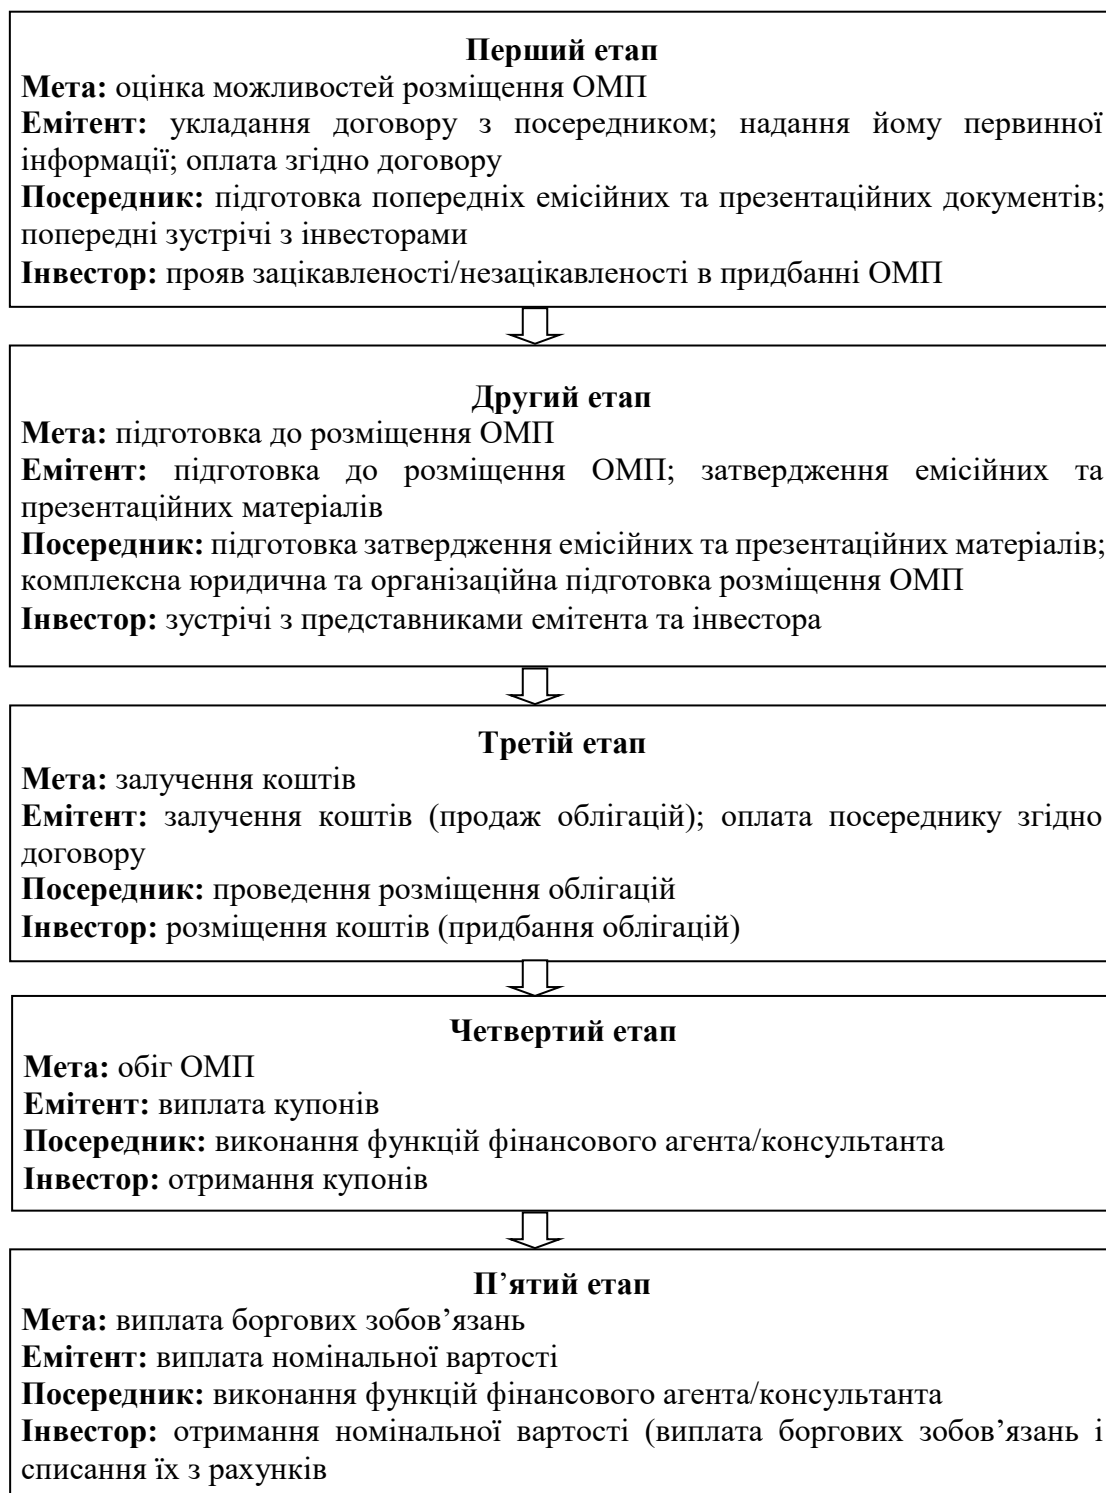 Перший етап
Мета: оцінка можливостей розміщення ОМП
Емітент: укладання договору з посередником; надання йому первинної
інформації; оплата згідно договору
Посередник: підготовка попередніх емісійних та презентаційних документів;
попередні зустрічі з інвесторами
Інвестор: прояв зацікавленості/незацікавленості в придбанні ОМП
Другий етап
Мета: підготовка до розміщення ОМП
Емітент: підготовка до розміщення ОМП; затвердження емісійних та
презентаційних матеріалів
Посередник: підготовка затвердження емісійних та презентаційних матеріалів;
комплексна юридична та організаційна підготовка розміщення ОМП
Інвестор: зустрічі з представниками емітента та інвестора
Третій етап
Мета: залучення коштів
Емітент: залучення коштів (продаж облігацій); оплата посереднику згідно
договору
Посередник: проведення розміщення облігацій
Інвестор: розміщення коштів (придбання облігацій)
Четвертий етап
Мета: обіг ОМП
Емітент: виплата купонів
Посередник: виконання функцій фінансового агента/консультанта
Інвестор: отримання купонів
П’ятий етап
Мета: виплата боргових зобов’язань
Емітент: виплата номінальної вартості
Посередник: виконання функцій фінансового агента/консультанта
Інвестор: отримання номінальної вартості (виплата боргових зобов’язань і
списання їх з рахунків